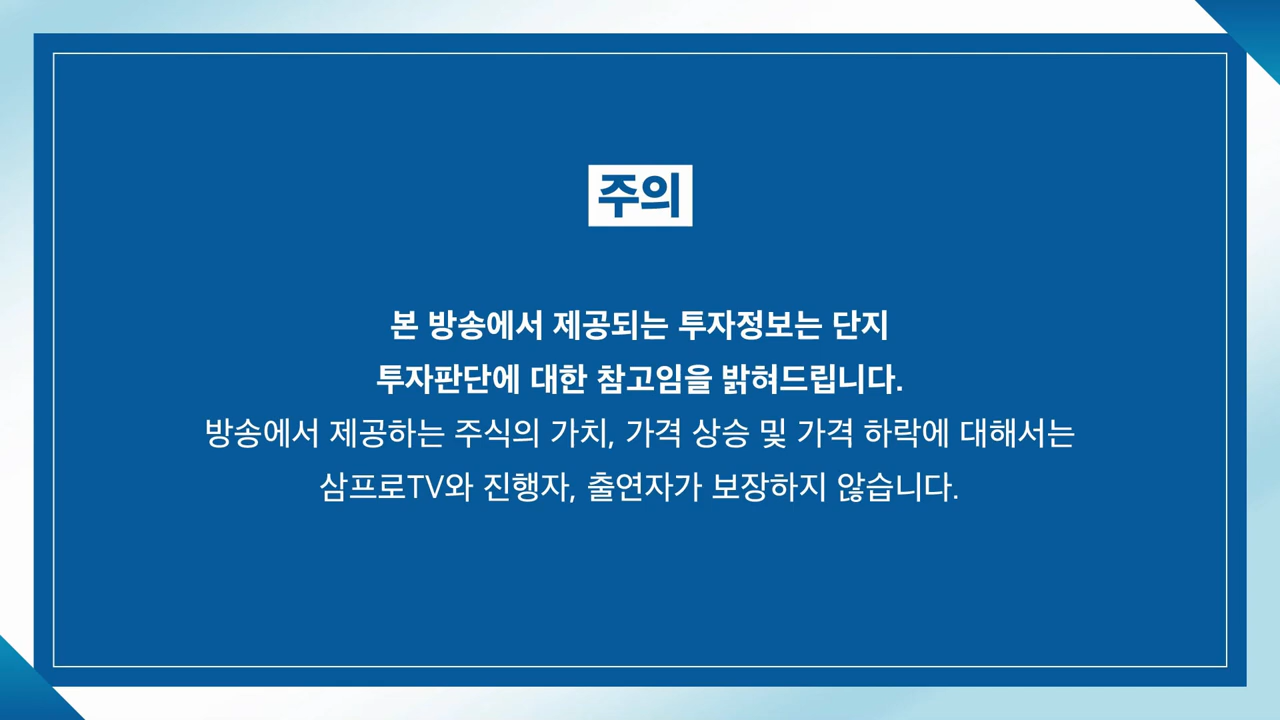 주의
본 방송에서 제공되는 투자정보는 단지
투자판단에 대한 참고임을 밝혀드립니다.
방송에서 제공하는 주식의 가치, 가격 상승 및 가격 하락에 대해서는
삼프로TV와 진행자, 출연자가 보장하지 않습니다.